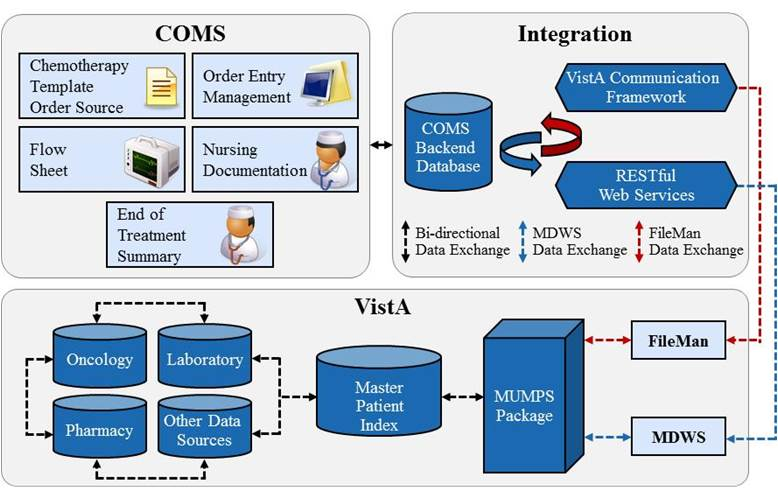 COMS
Chemotherapy
Template
Order Source
Order Entry
Management
Flow
Sheet
Nursing
Documentation
End of
Treatment
Summary
Integration
COMS
Backend
Database
VistA Communication
Framework
RESTful
Web Services
Bi-directional
Data Exchange
MDWS
Data Exchange
FileMan
Data Exchange
VistA
Oncology
Laboratory
Pharmacy
Other Data
Sources
Master
Patient
Index
MUMPS
Package
FileMan
MDWS